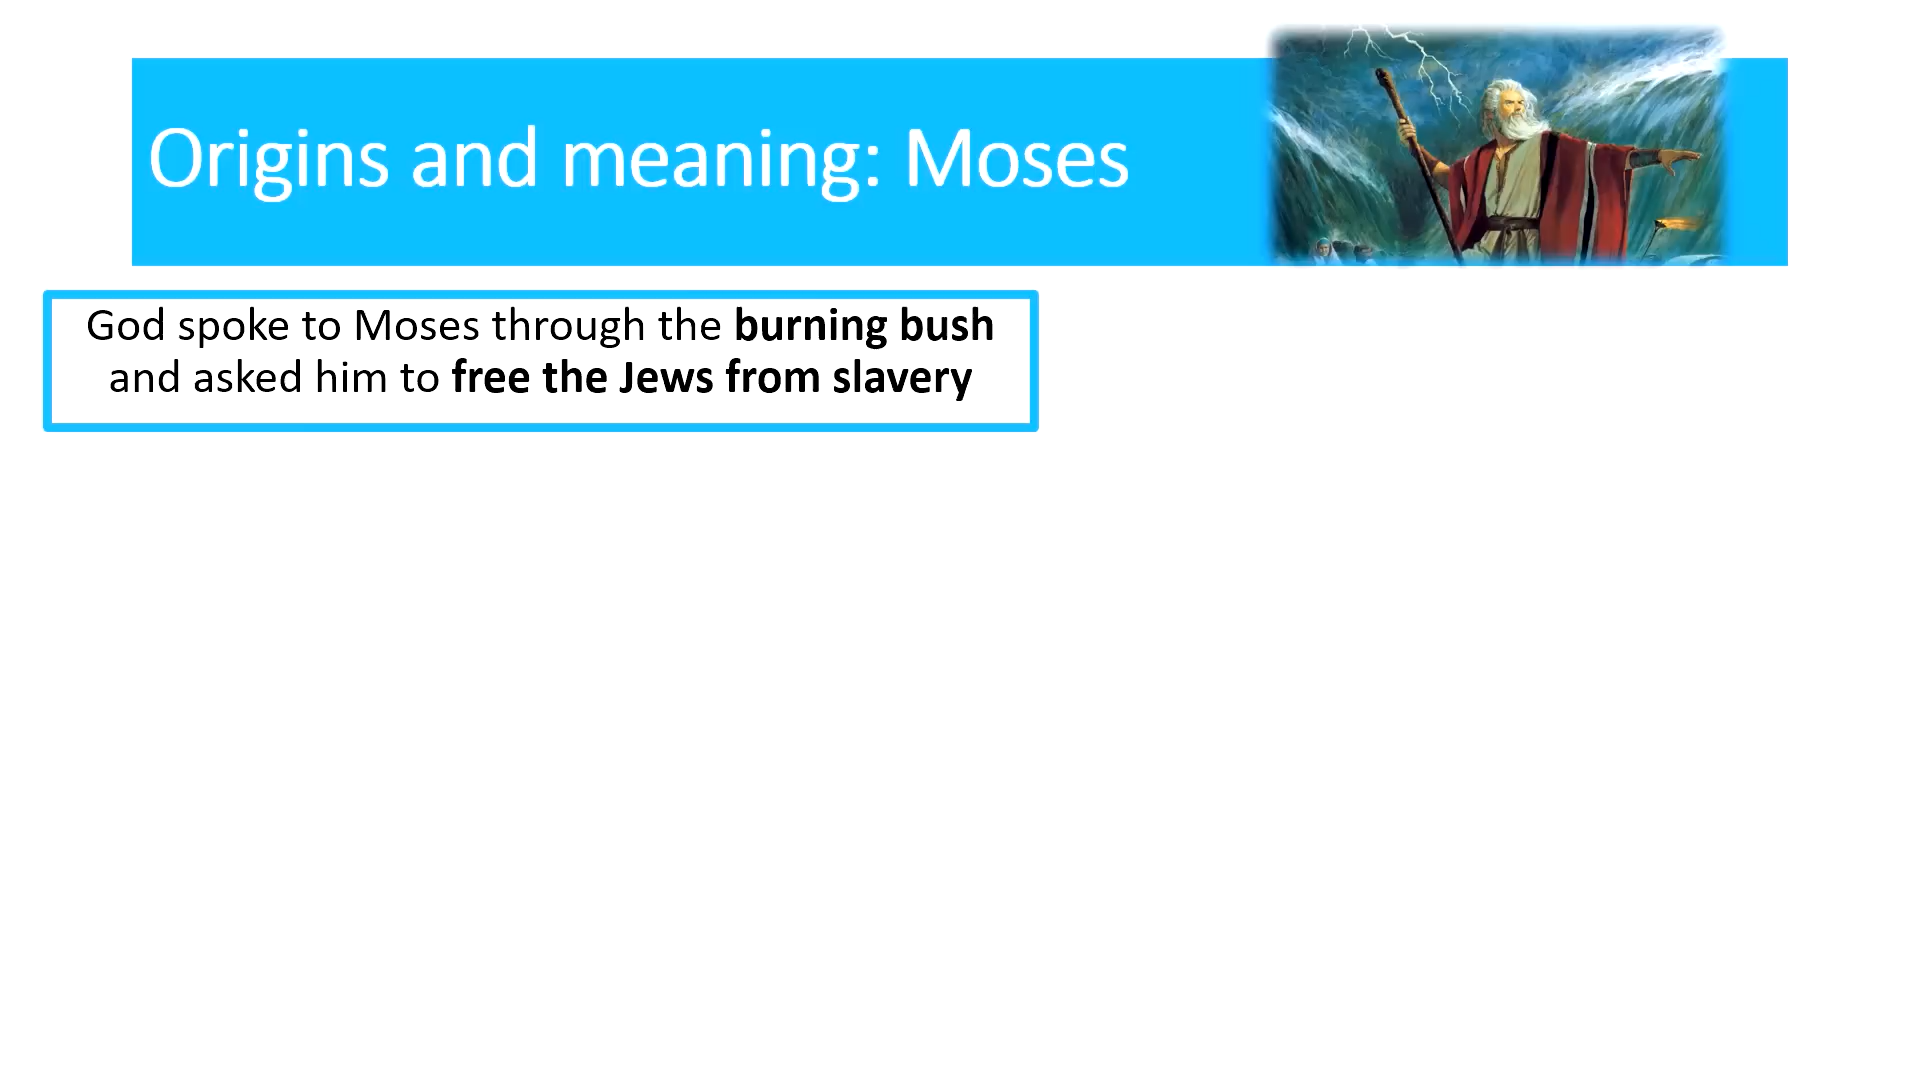 Origins and meaning: Moses
God spoke to Moses through the burning bush
and asked him to free the Jews from slavery